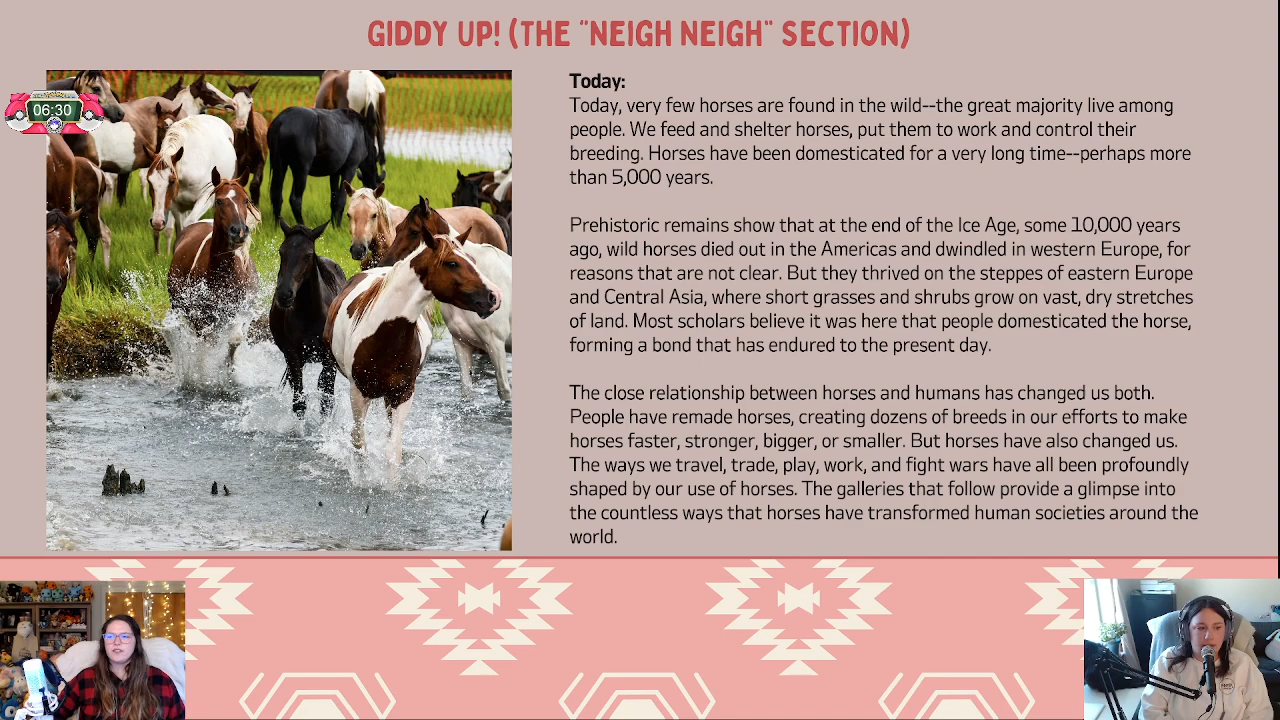 GIDDY UP! (THE "NEIGH NEIGH" SECTION)
06:30
Today:
Today, very few horses are found in the wild--the great majority live among
people. We feed and shelter horses, put them to work and control their
breeding. Horses have been domesticated for a very long time--perhaps more
than 5,000 years.
Prehistoric remains show that at the end of the Ice Age, some 10,000 years
ago, wild horses died out in the Americas and dwindled in western Europe, for
reasons that are not clear. But they thrived on the steppes of eastern Europe
and Central Asia, where short grasses and shrubs grow on vast, dry stretches
of land. Most scholars believe it was here that people domesticated the horse,
forming a bond that has endured to the present day.
The close relationship between horses and humans has changed us both.
People have remade horses, creating dozens of breeds in our efforts to make
horses faster, stronger, bigger, or smaller. But horses have also changed us.
The ways we travel, trade, play, work, and fight wars have all been profoundly
shaped by our use of horses. The galleries that follow provide a glimpse into
the countless ways that horses have transformed human societies around the
world.